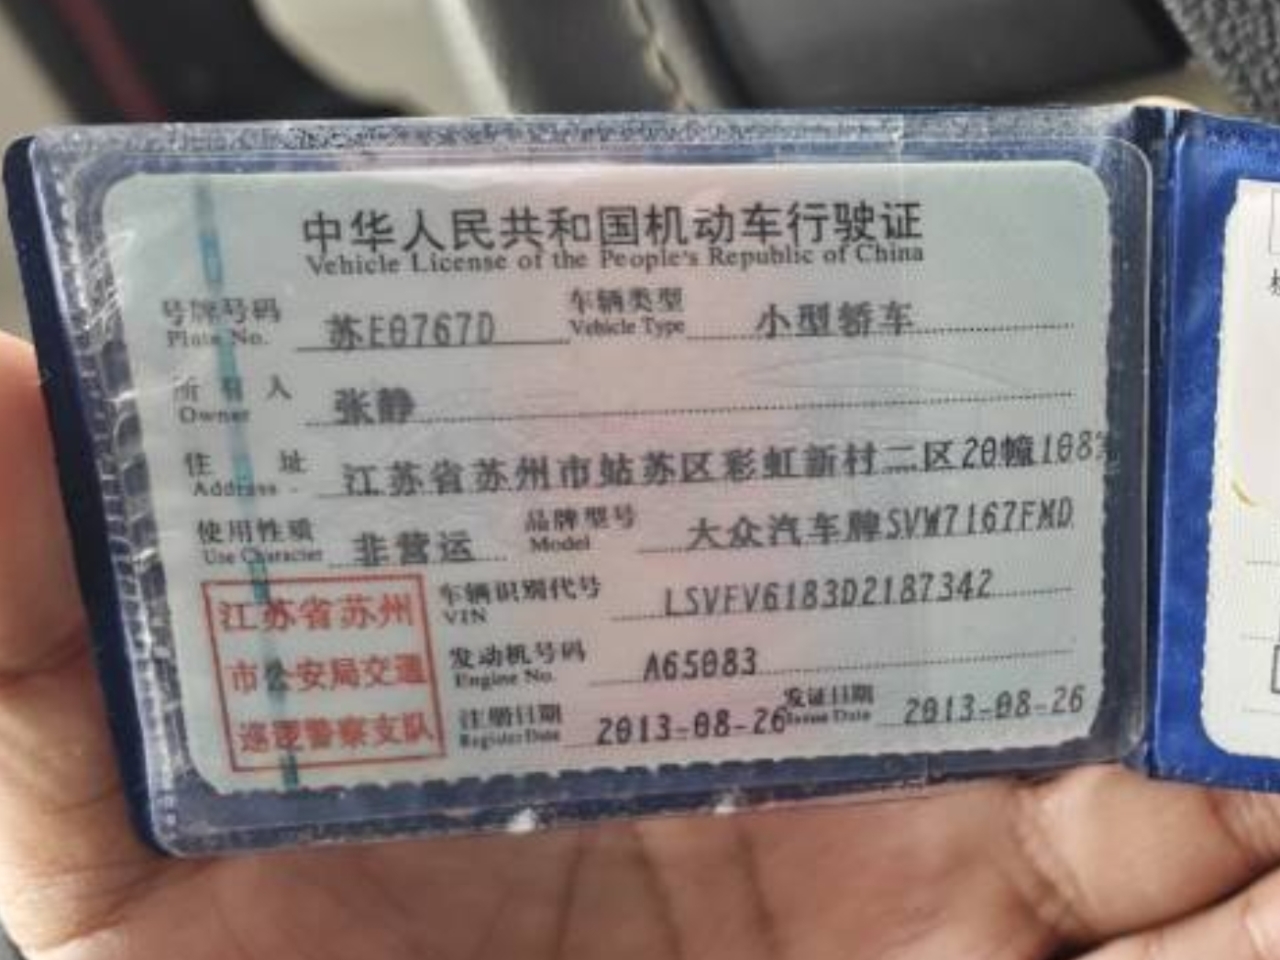 中华人民共和国机动车行驶证
Vehicle License of the People's Republic of China
号牌号码 苏E0767D 车辆类型 小型轿车
Plate No. Vehicle Type
所有人 张静
Owner
住址 江苏省苏州市姑苏区彩虹新村二区20幢108室
Address
使用性质 非营运 品牌型号 大众汽车牌SVW7167FMD
Use Character Model
江苏省苏州
市公安局交通
巡逻警察支队
车辆识别代号 LSVFV6183D2187342
VIN
发动机号码 A65083
Engine No.
注册日期 2013-08-26 发证日期 2013-08-26
Register Date Issue Date